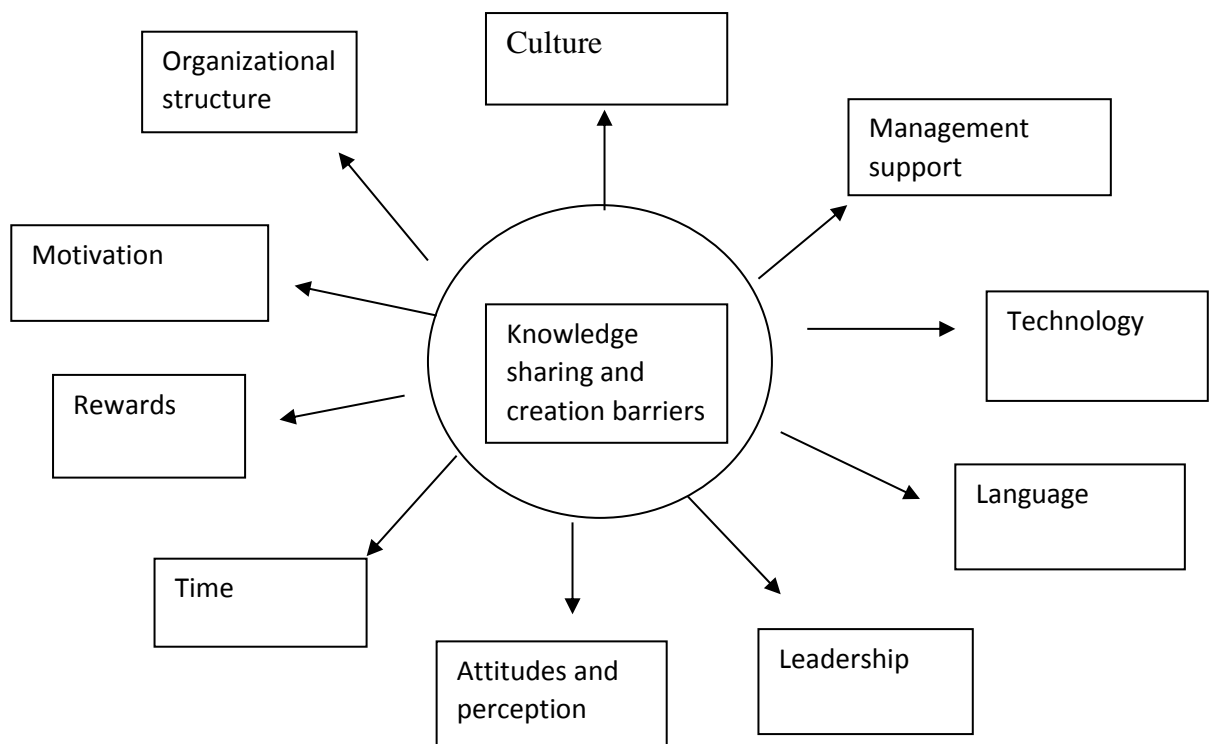 Culture
Organizational
structure
Management
support
Motivation
Technology
Knowledge
sharing and
creation barriers
Rewards
Language
Time
Leadership
Attitudes and
perception